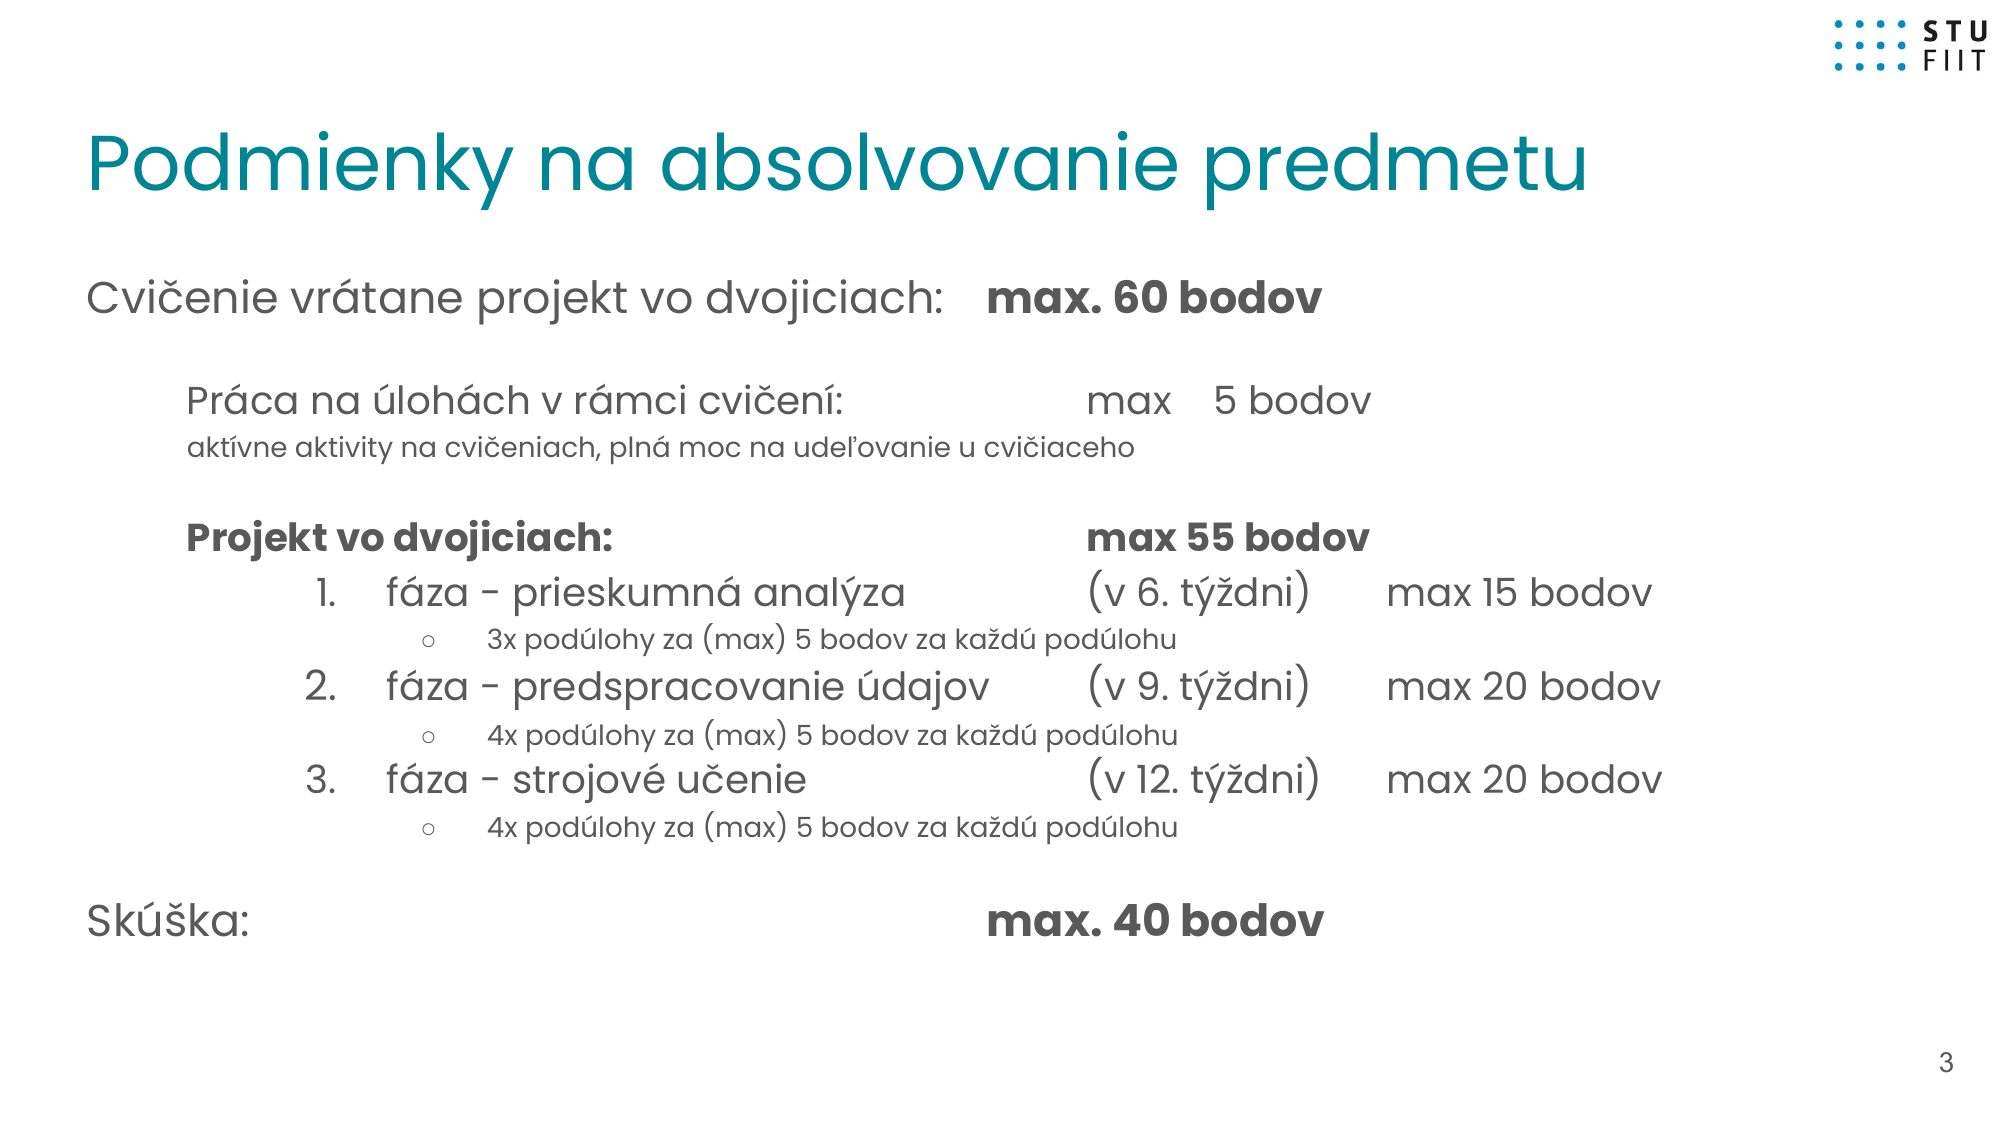 STU
FIIT
Podmienky na absolvovanie predmetu
Cvičenie vrátane projekt vo dvojiciach: max. 60 bodov
Práca na úlohách v rámci cvičení: max 5 bodov
aktívne aktivity na cvičeniach, plná moc na udeľovanie u cvičiaceho
Projekt vo dvojiciach: max 55 bodov
1. fáza - prieskumná analýza (v 6. týždni) max 15 bodov
○ 3x podúlohy za (max) 5 bodov za každú podúlohu
2. fáza - predspracovanie údajov (v 9. týždni) max 20 bodov
○ 4x podúlohy za (max) 5 bodov za každú podúlohu
3. fáza - strojové učenie (v 12. týždni) max 20 bodov
○ 4x podúlohy za (max) 5 bodov za každú podúlohu
Skúška: max. 40 bodov
3